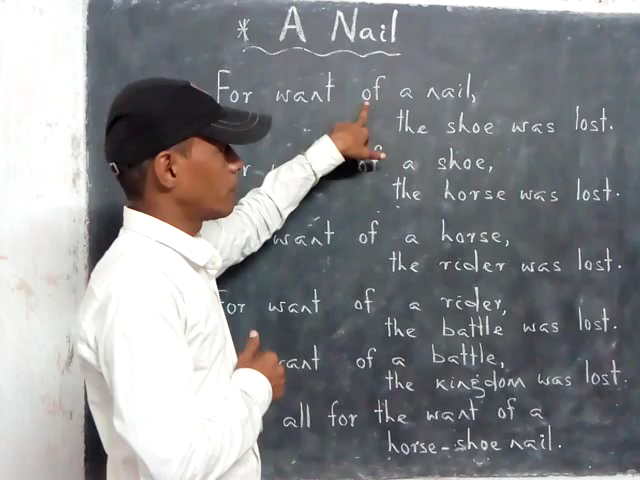 * A Nail
For want of a nail,
the shoe was lost.
of a shoe,
the horse was lost.
want of a horse,
the rider was lost.
For want of a rider,
the battle was lost.
of a battle,
the kingdom was lost.
all for the want of a
horse-shoe nail.